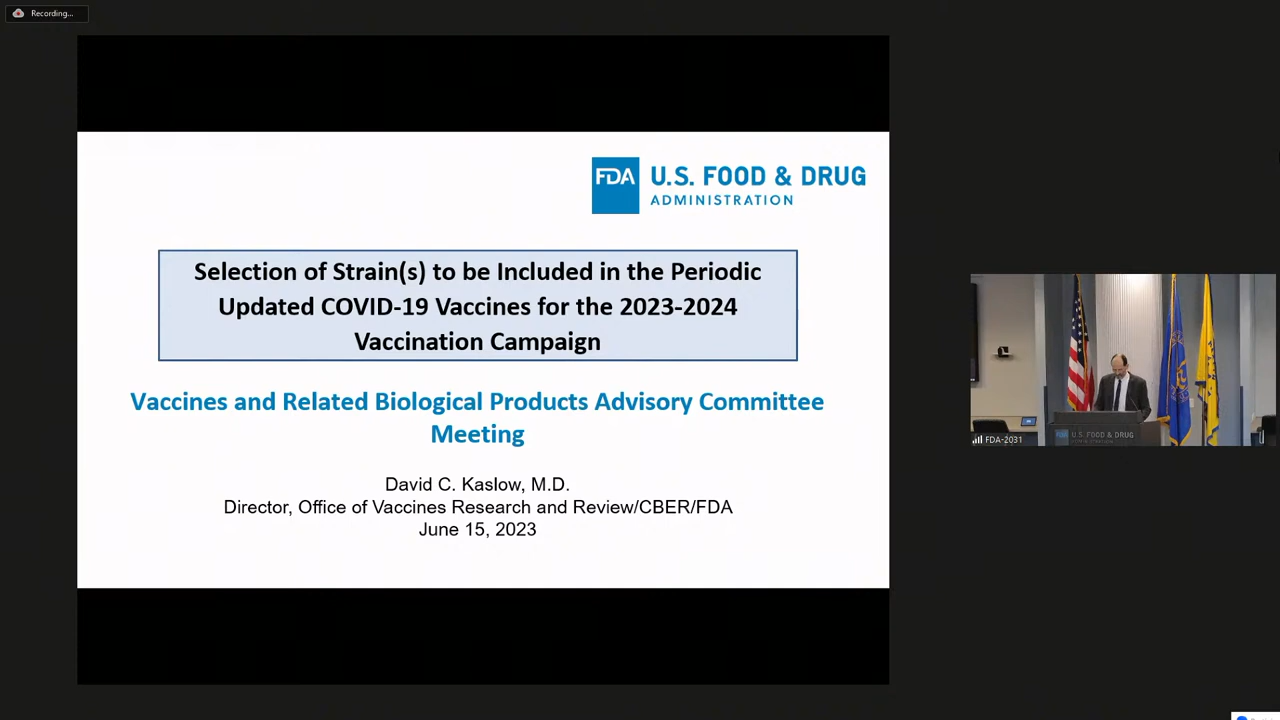 Recording...
FDA
U.S. FOOD & DRUG
ADMINISTRATION
Selection of Strain(s) to be Included in the Periodic
Updated COVID-19 Vaccines for the 2023-2024
Vaccination Campaign
Vaccines and Related Biological Products Advisory Committee
Meeting
David C. Kaslow, M.D.
Director, Office of Vaccines Research and Review/CBER/FDA
June 15, 2023
U.S. FOOD & DRUG
FDA-2031